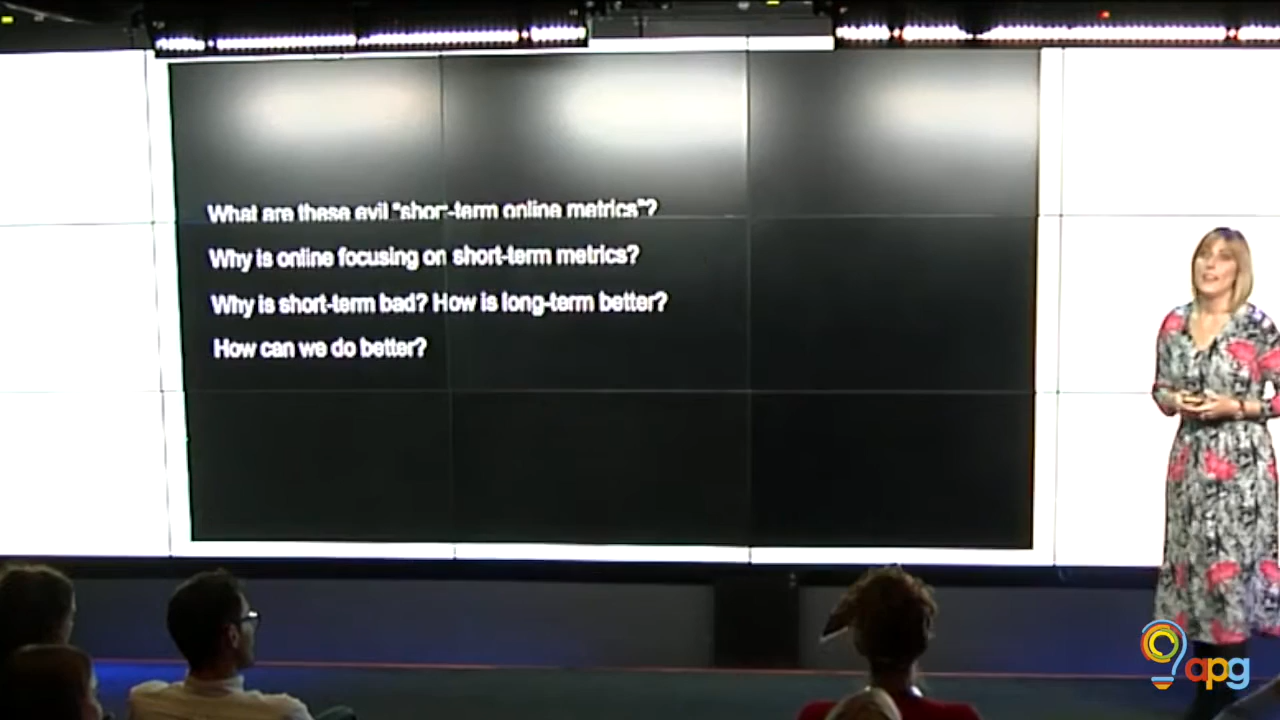 What are these evil "short-term online metrics"?
Why is online focusing on short-term metrics?
Why is short-term bad? How is long-term better?
How can we do better?
apg